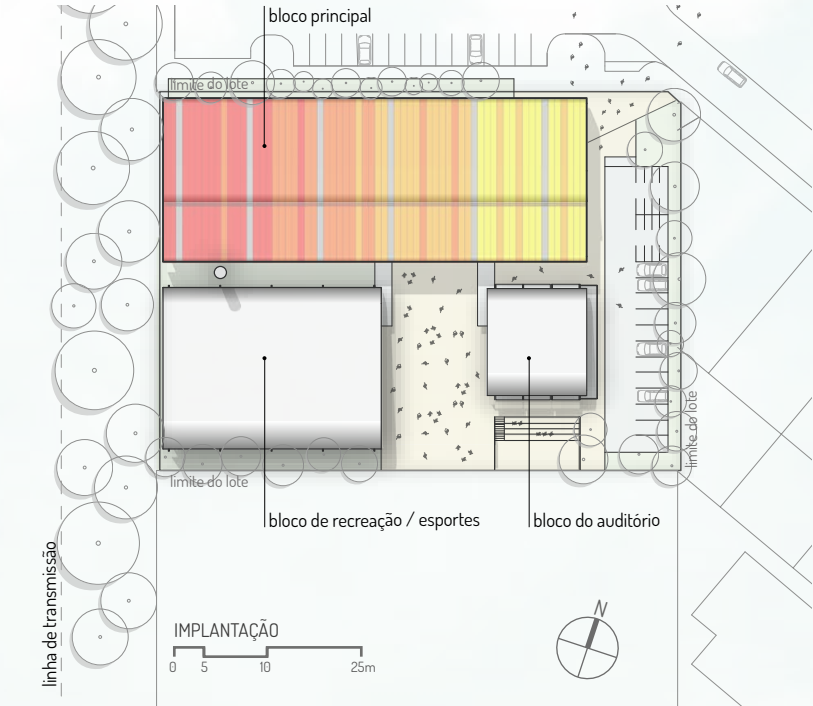 bloco principal
limite do lote
limite do lote
limite do lote
bloco de recreação / esportes
bloco do auditório
linha de transmissão
IMPLANTAÇÃO
0 5 10 25m
N